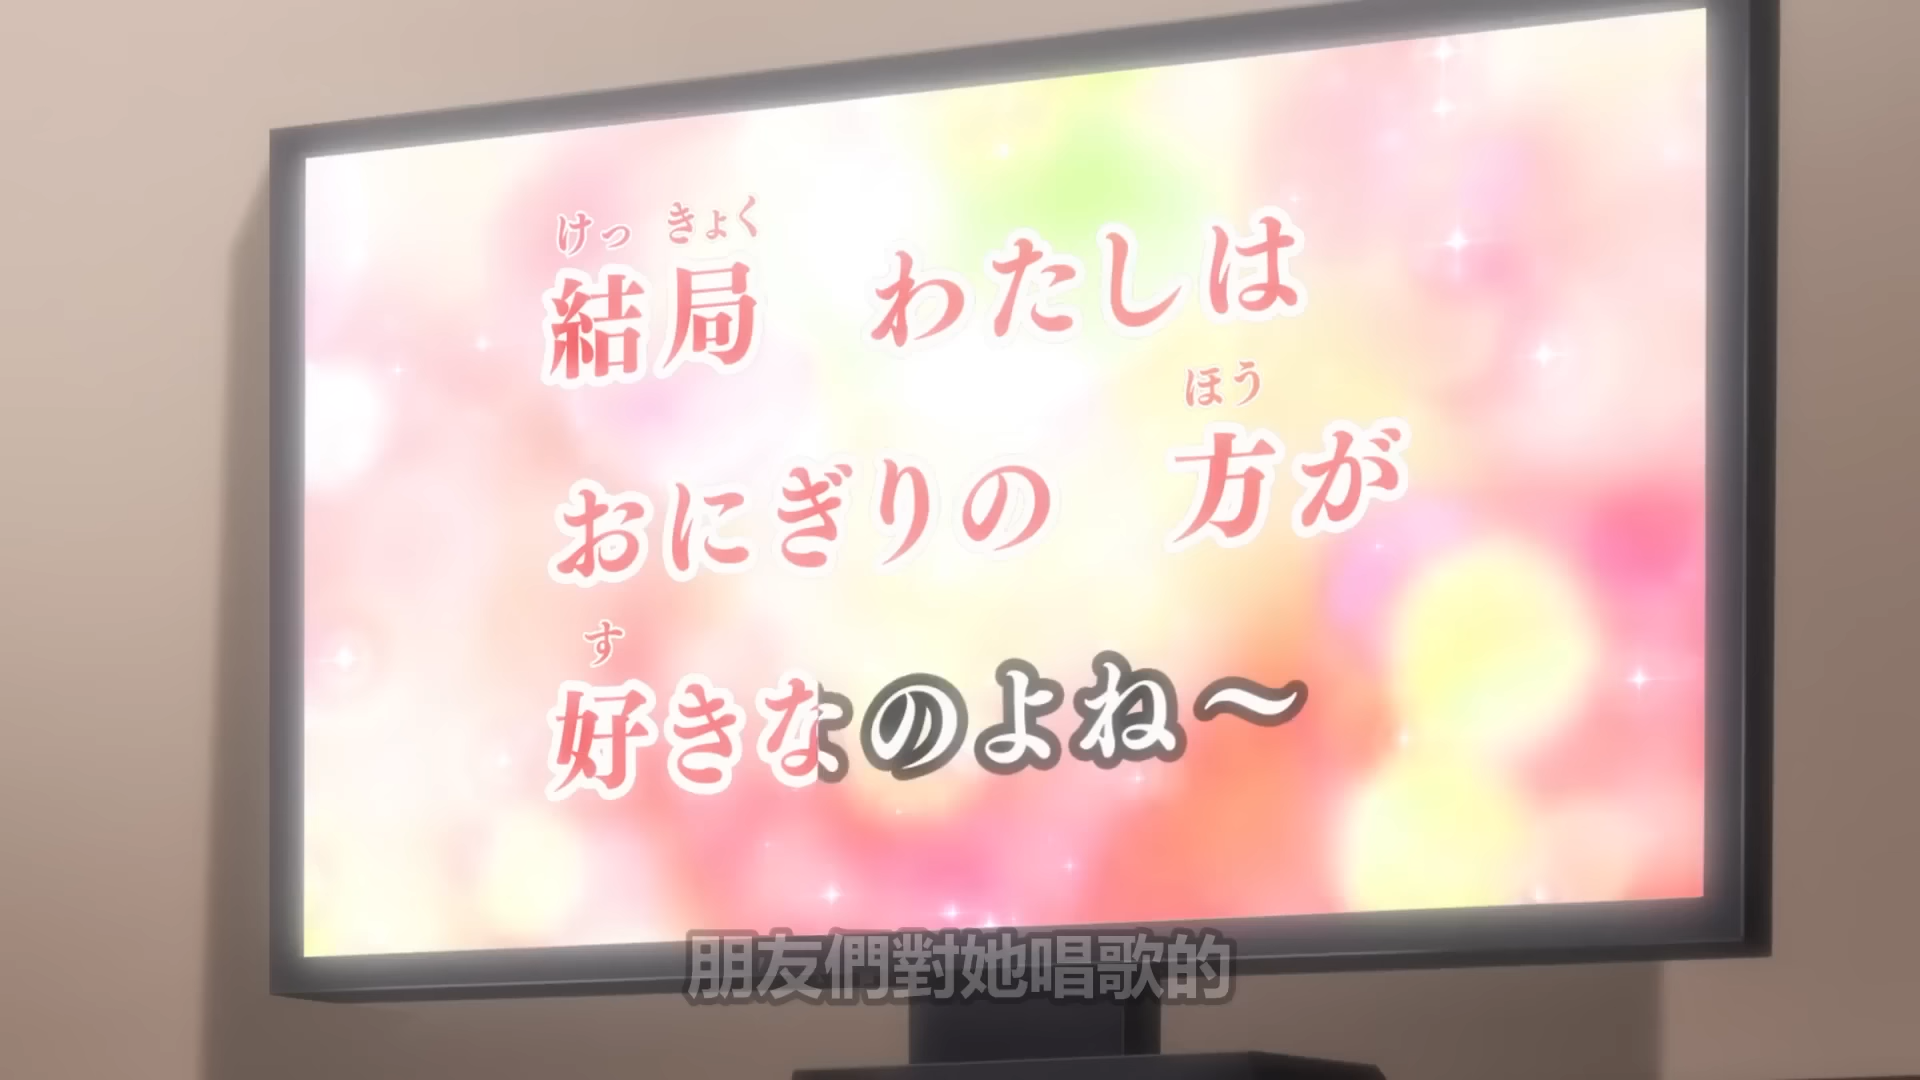 けっ きょく
結局 わたしは
ほう
おにぎりの 方が
す
好きなのよね～
朋友們對她唱歌的